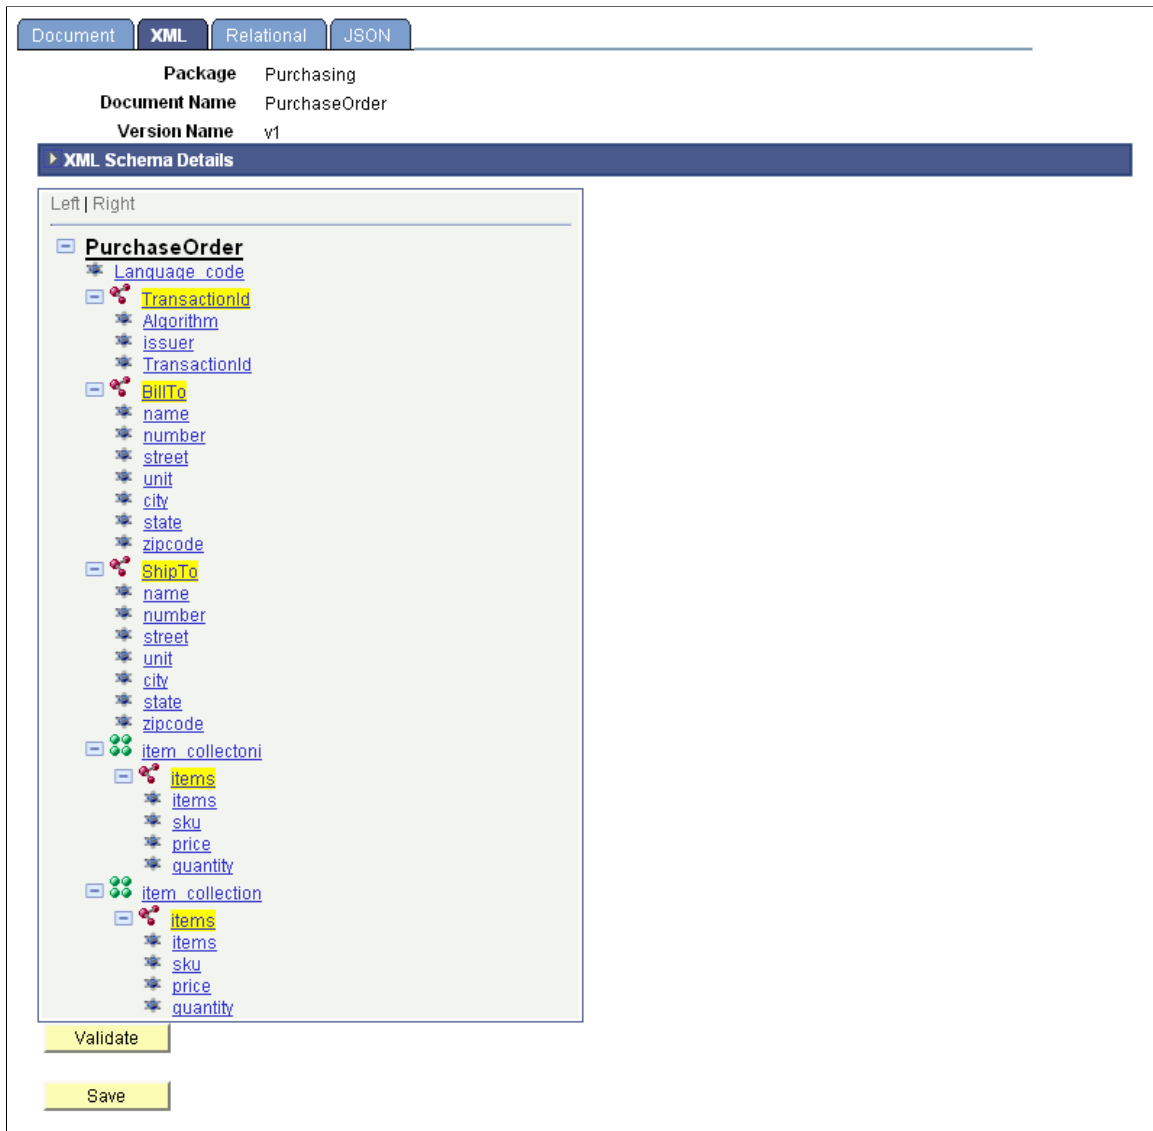 Document XML Relational JSON
Package Purchasing
Document Name PurchaseOrder
Version Name v1
XML Schema Details
Left | Right
PurchaseOrder
Language_code
TransactionId
Algorithm
issuer
TransactionId
BillTo
name
number
street
unit
city
state
zipcode
ShipTo
name
number
street
unit
city
state
zipcode
item_collectoni
items
items
sku
price
quantity
item_collection
items
items
sku
price
quantity
Validate
Save